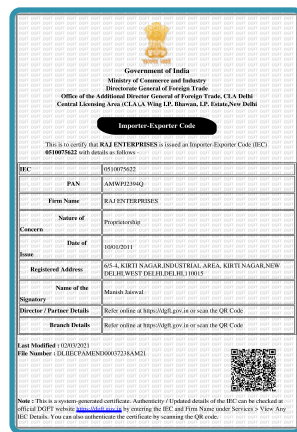 Government of India
Ministry of Commerce and Industry
Directorate General of Foreign Trade
Office of the Additional Director General of Foreign Trade, CLA Delhi
Central Licensing Area (CLA),A Wing I.P. Bhawan, I.P. Estate,New Delhi
Importer-Exporter Code
This is to certify that RAJ ENTERPRISES is issued an Importer-Exporter Code (IEC)
0510075622 with details as follows
IEC 0510075622
PAN AMWPJ2394Q
Firm Name RAJ ENTERPRISES
Nature of Concern Proprietorship
Date of Issue 10/01/2011
Registered Address 6/5-4, KIRTI NAGAR,INDUSTRIAL AREA, KIRTI NAGAR,NEW
DELHI,WEST DELHI,DELHI,110015
Name of the Signatory Manish Jaiswal
Director / Partner Details Refer online at https://dgft.gov.in or scan the QR Code
Branch Details Refer online at https://dgft.gov.in or scan the QR Code
Last Modified : 02/03/2021
File Number : DLIIECPAMEND00037238AM21
Note : This is a system-generated certificate. Authenticity / Updated details of the IEC can be checked at
official DGFT website https://dgft.gov.in by entering the IEC and Firm Name under Services > View Any
IEC Details. You can also authenticate the certificate by scanning the QR code.